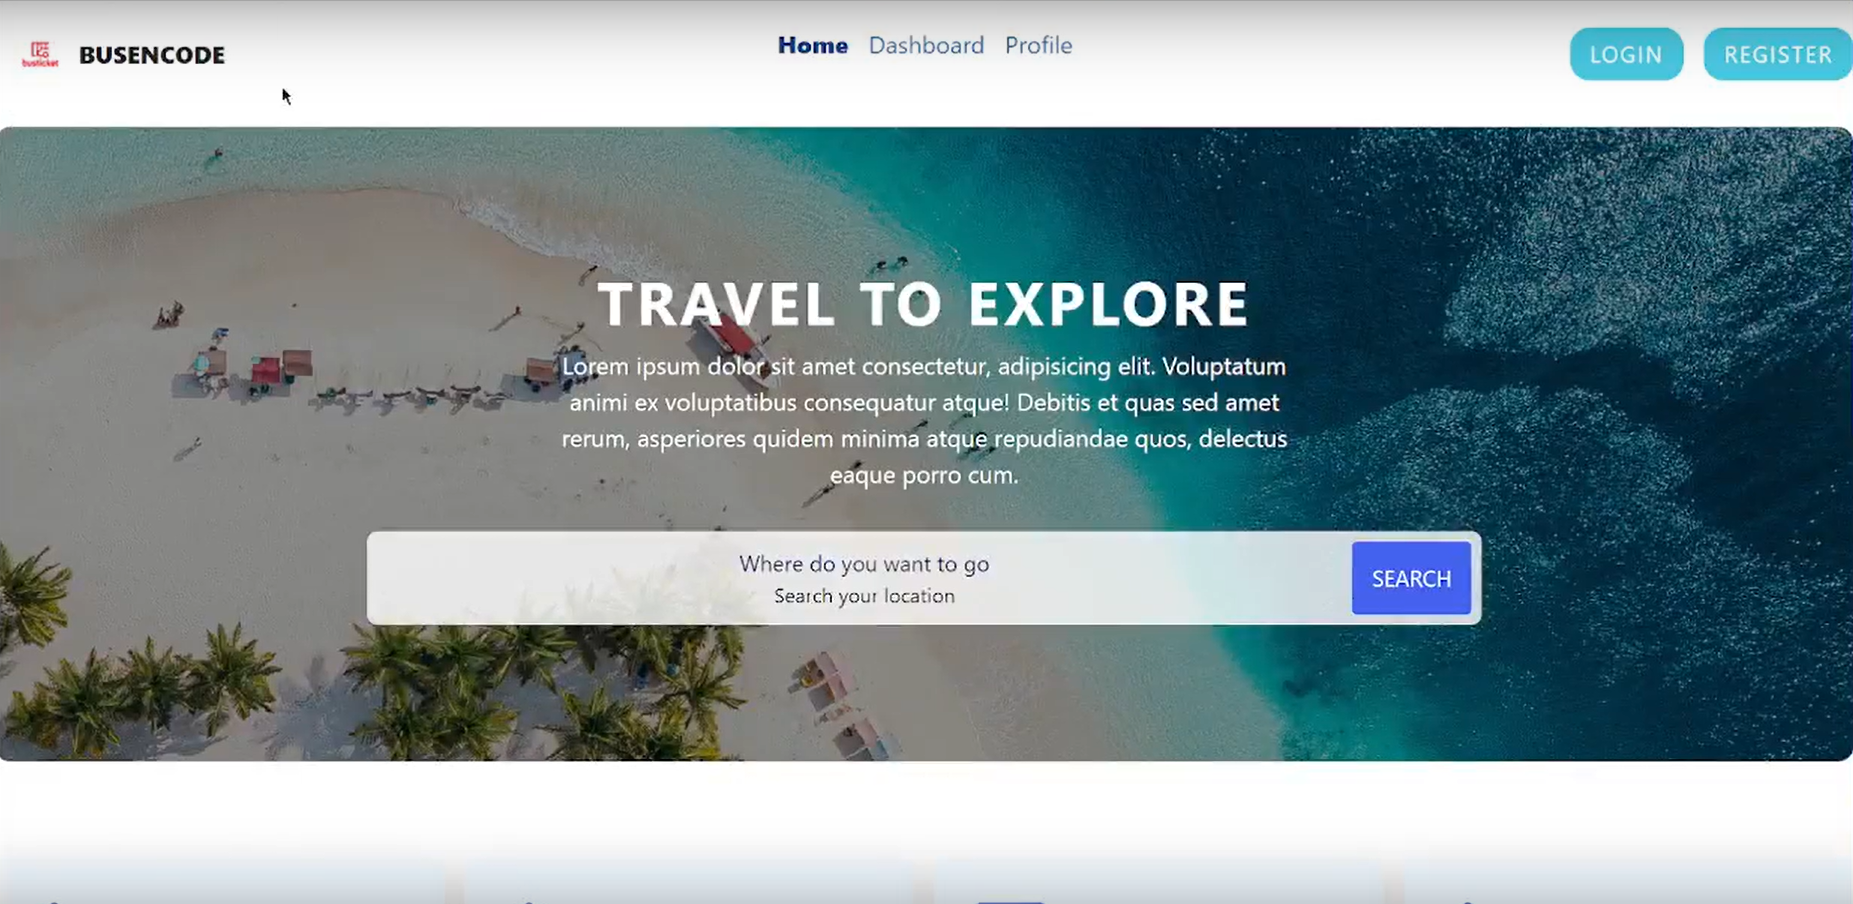 busticket
BUSENCODE
Home Dashboard Profile
LOGIN REGISTER
TRAVEL TO EXPLORE
Lorem ipsum dolor sit amet consectetur, adipisicing elit. Voluptatum
animi ex voluptatibus consequatur atque! Debitis et quas sed amet
rerum, asperiores quidem minima atque repudiandae quos, delectus
eaque porro cum.
Where do you want to go
Search your location
SEARCH